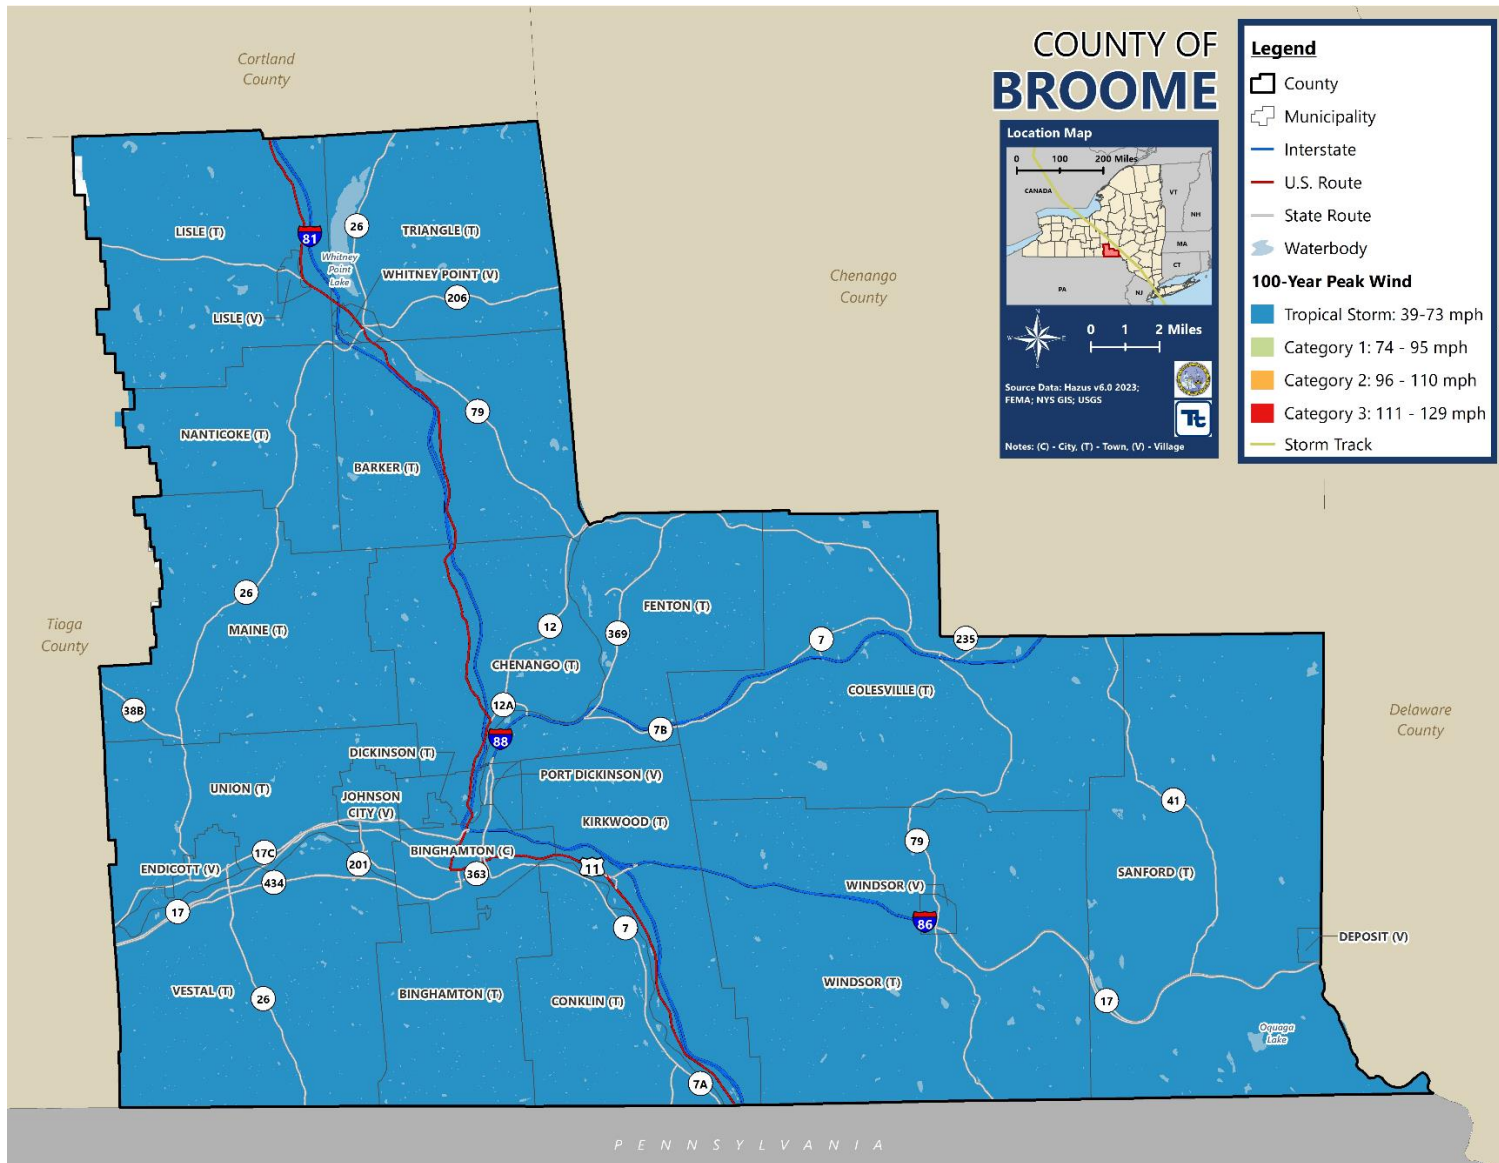 COUNTY OF
BROOME
Location Map
0 100 200 Miles
CANADA
VT
NH
MA
CT
NJ
PA
N
W E
S
0 1 2 Miles
Source Data: Hazus v6.0 2023;
FEMA; NYS GIS; USGS
Tt
Notes: (C) - City, (T) - Town, (V) - Village
Legend
County
Municipality
Interstate
U.S. Route
State Route
Waterbody
100-Year Peak Wind
Tropical Storm: 39-73 mph
Category 1: 74 - 95 mph
Category 2: 96 - 110 mph
Category 3: 111 - 129 mph
Storm Track
Cortland
County
Chenango
County
Tioga
County
Delaware
County
PENNSYLVANIA
LISLE (T)
81
26
TRIANGLE (T)
Whitney
Point
Lake
WHITNEY POINT (V)
206
LISLE (V)
79
NANTICOKE (T)
BARKER (T)
26
MAINE (T)
12
369
FENTON (T)
7
235
CHENANGO (T)
COLESVILLE (T)
38B
12A
7B
88
DICKINSON (T)
PORT DICKINSON (V)
UNION (T)
JOHNSON
CITY (V)
KIRKWOOD (T)
41
79
17C
BINGHAMTON (C)
201
363
11
ENDICOTT (V)
434
WINDSOR (V)
SANFORD (T)
17
7
86
DEPOSIT (V)
VESTAL (T)
26
BINGHAMTON (T)
CONKLIN (T)
WINDSOR (T)
17
Oquaga
Lake
7A